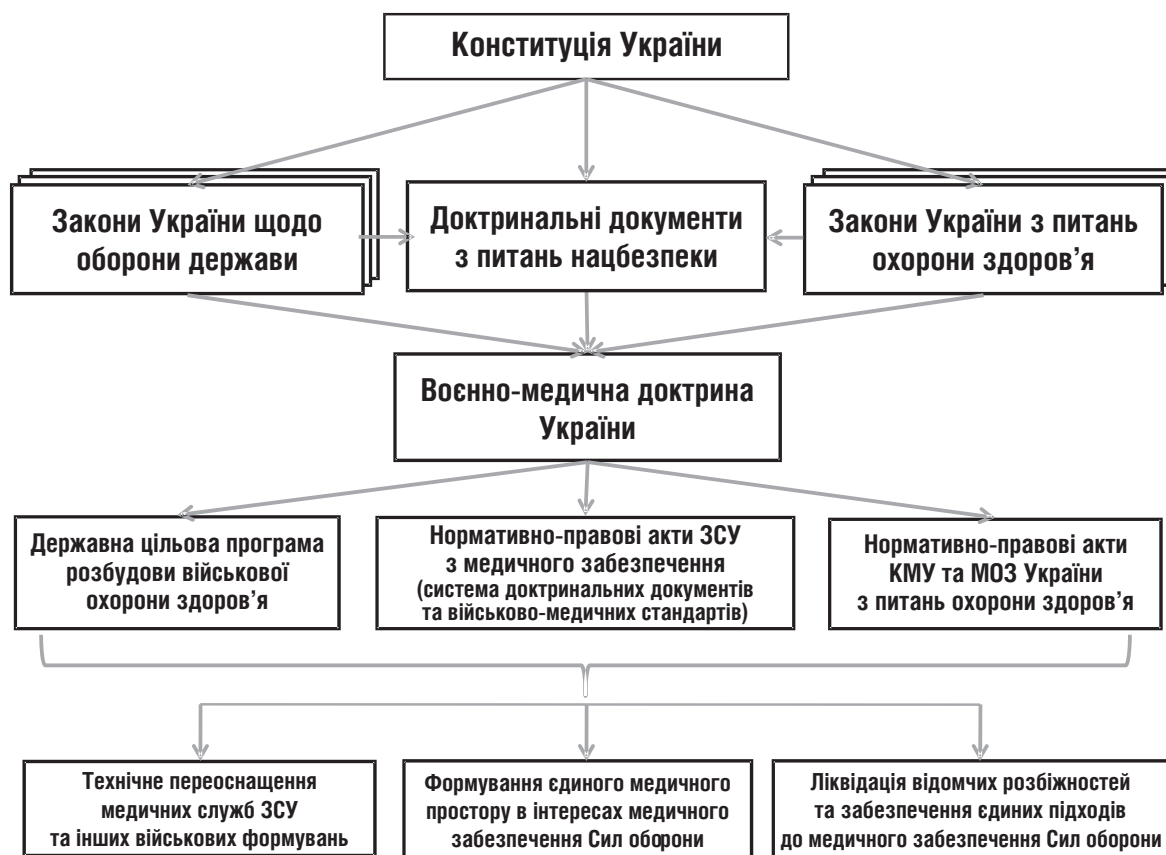 Конституція України
Закони України щодо
оборони держави
Доктринальні документи
з питань нацбезпеки
Закони України з питань
охорони здоров’я
Воєнно-медична доктрина
України
Державна цільова програма
розбудови військової
охорони здоров’я
Нормативно-правові акти ЗСУ
з медичного забезпечення
(система доктринальних документів
та військово-медичних стандартів)
Нормативно-правові акти
КМУ та МОЗ України
з питань охорони здоров’я
Технічне переоснащення
медичних служб ЗСУ
та інших військових формувань
Формування єдиного медичного
простору в інтересах медичного
забезпечення Сил оборони
Ліквідація відомчих розбіжностей
та забезпечення єдиних підходів
до медичного забезпечення Сил оборони